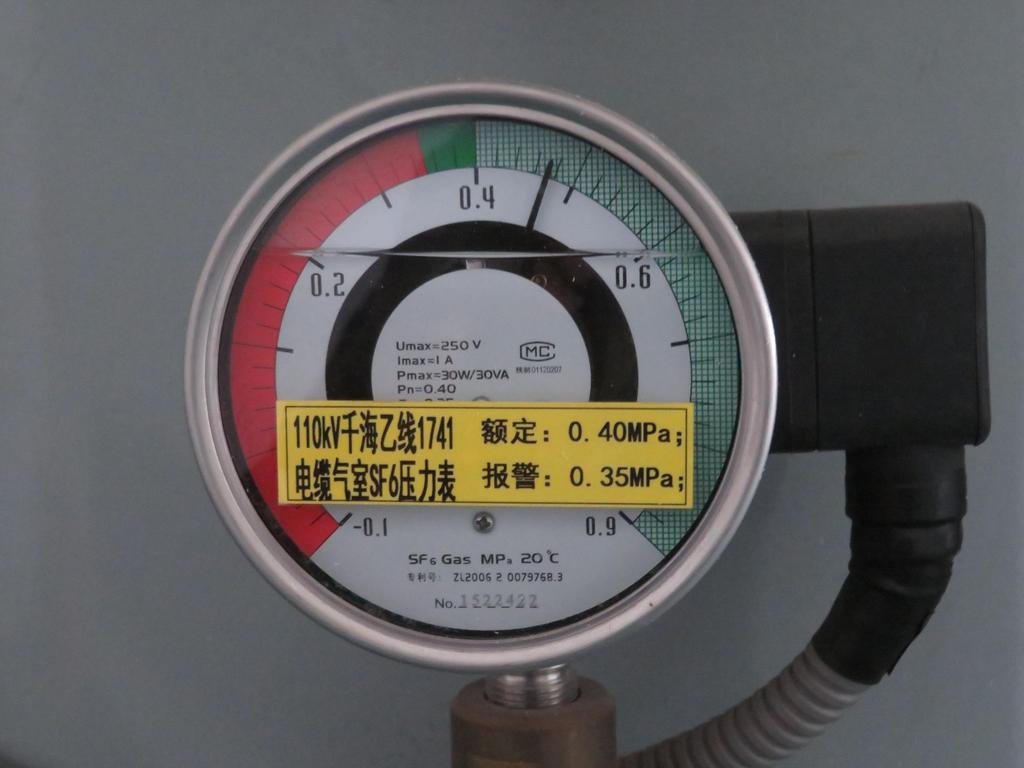 0.4
0.2
0.6
Umax=250 V
Imax=1 A
Pmax=30W/30VA
Pn=0.40
MC
01120207
110kV千海乙线1741 额定: 0.40MPa;
电缆气室SF6压力表 报警: 0.35MPa;
-0.1
0.9
SF₆ Gas MPa 20℃
专利号: ZL2006 2 0079768.3
No. 1522422